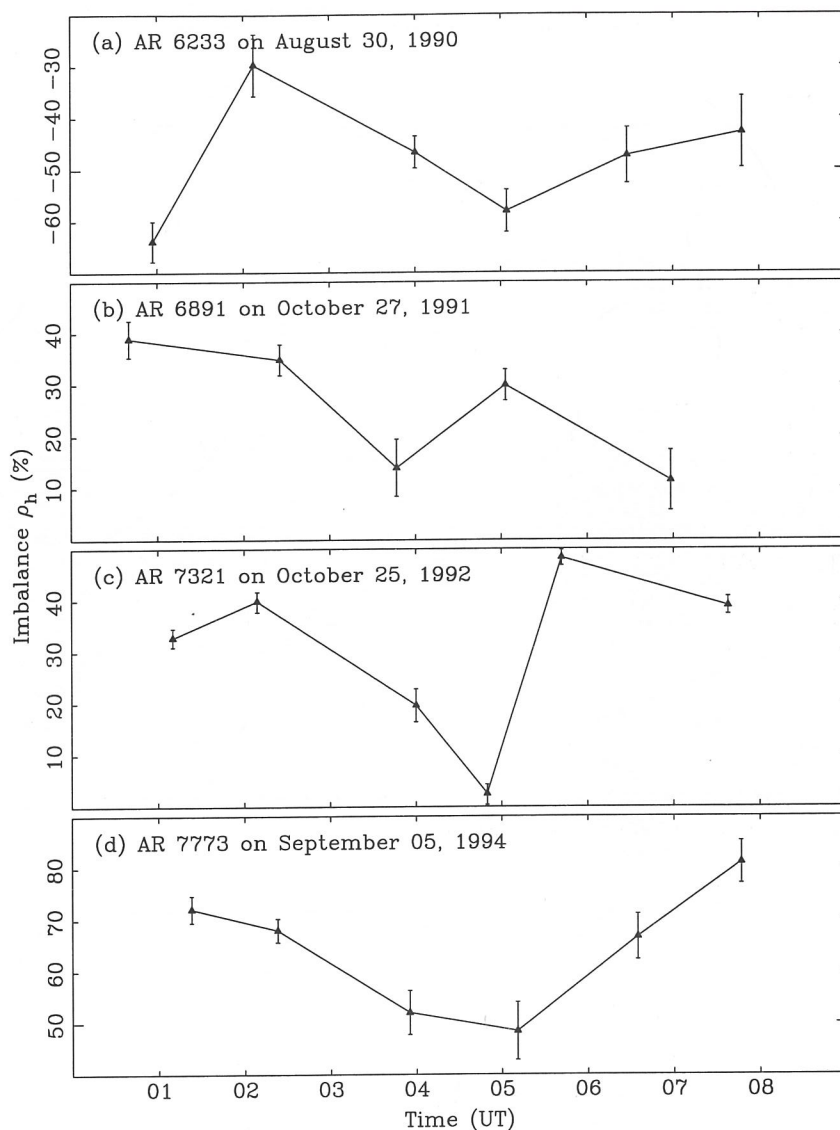 (a) AR 6233 on August 30, 1990
−30
−40
−50
−60
(b) AR 6891 on October 27, 1991
40
30
20
10
Imbalance ρh (%)
(c) AR 7321 on October 25, 1992
40
30
20
10
(d) AR 7773 on September 05, 1994
80
70
60
50
01 02 03 04 05 06 07 08
Time (UT)